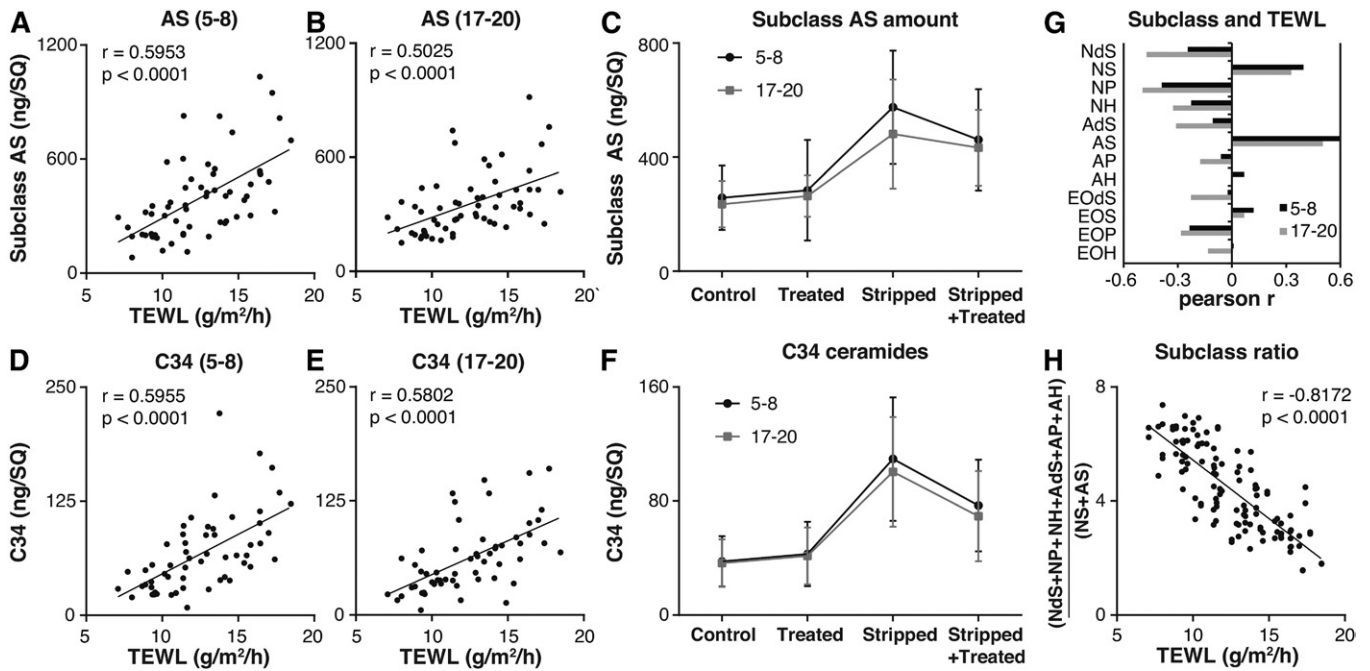 A
AS (5-8)
r = 0.5953
p < 0.0001
Subclass AS (ng/SQ)
1200
600
0
5
10
15
20
TEWL (g/m²/h)
B
AS (17-20)
r = 0.5025
p < 0.0001
1200
600
0
5
10
15
20`
TEWL (g/m²/h)
C
Subclass AS amount
5-8
17-20
Subclass AS (ng/SQ)
800
400
0
Control
Treated
Stripped
Stripped
+Treated
G
Subclass and TEWL
NdS
NS
NP
NH
AdS
AS
AP
AH
EOdS
EOS
EOP
EOH
5-8
17-20
-0.6
-0.3
0
0.3
0.6
pearson r
D
C34 (5-8)
r = 0.5955
p < 0.0001
C34 (ng/SQ)
250
125
0
5
10
15
20
TEWL (g/m²/h)
E
C34 (17-20)
r = 0.5802
p < 0.0001
250
125
0
5
10
15
20
TEWL (g/m²/h)
F
C34 ceramides
5-8
17-20
C34 (ng/SQ)
160
80
0
Control
Treated
Stripped
Stripped
+Treated
H
Subclass ratio
r = -0.8172
p < 0.0001
(NdS+NP+NH+AdS+AP+AH)
(NS+AS)
8
4
0
5
10
15
20
TEWL (g/m²/h)